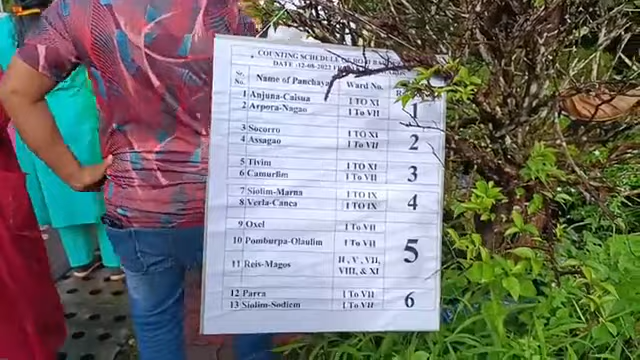 COUNTING SCHEDULE OF
12-08-2022
Sr. No. Name of Panchayat Ward No.
1 Anjuna-Caisua I TO XI 1
2 Arpora-Nagao I TO VII
3 Socorro I TO XI 2
4 Assagao I TO VII
5 Tivim I TO XI 3
6 Camurlim I TO VII
7 Siolim-Marna I TO IX 4
8 Verla-Canca I TO IX
9 Oxel I TO VII
10 Pomburpa-Olaulim I TO VII 5
11 Reis-Magos II, V, VII, VIII & XI
12 Parra I TO VII 6
13 Siolim-Sodiem I TO VII